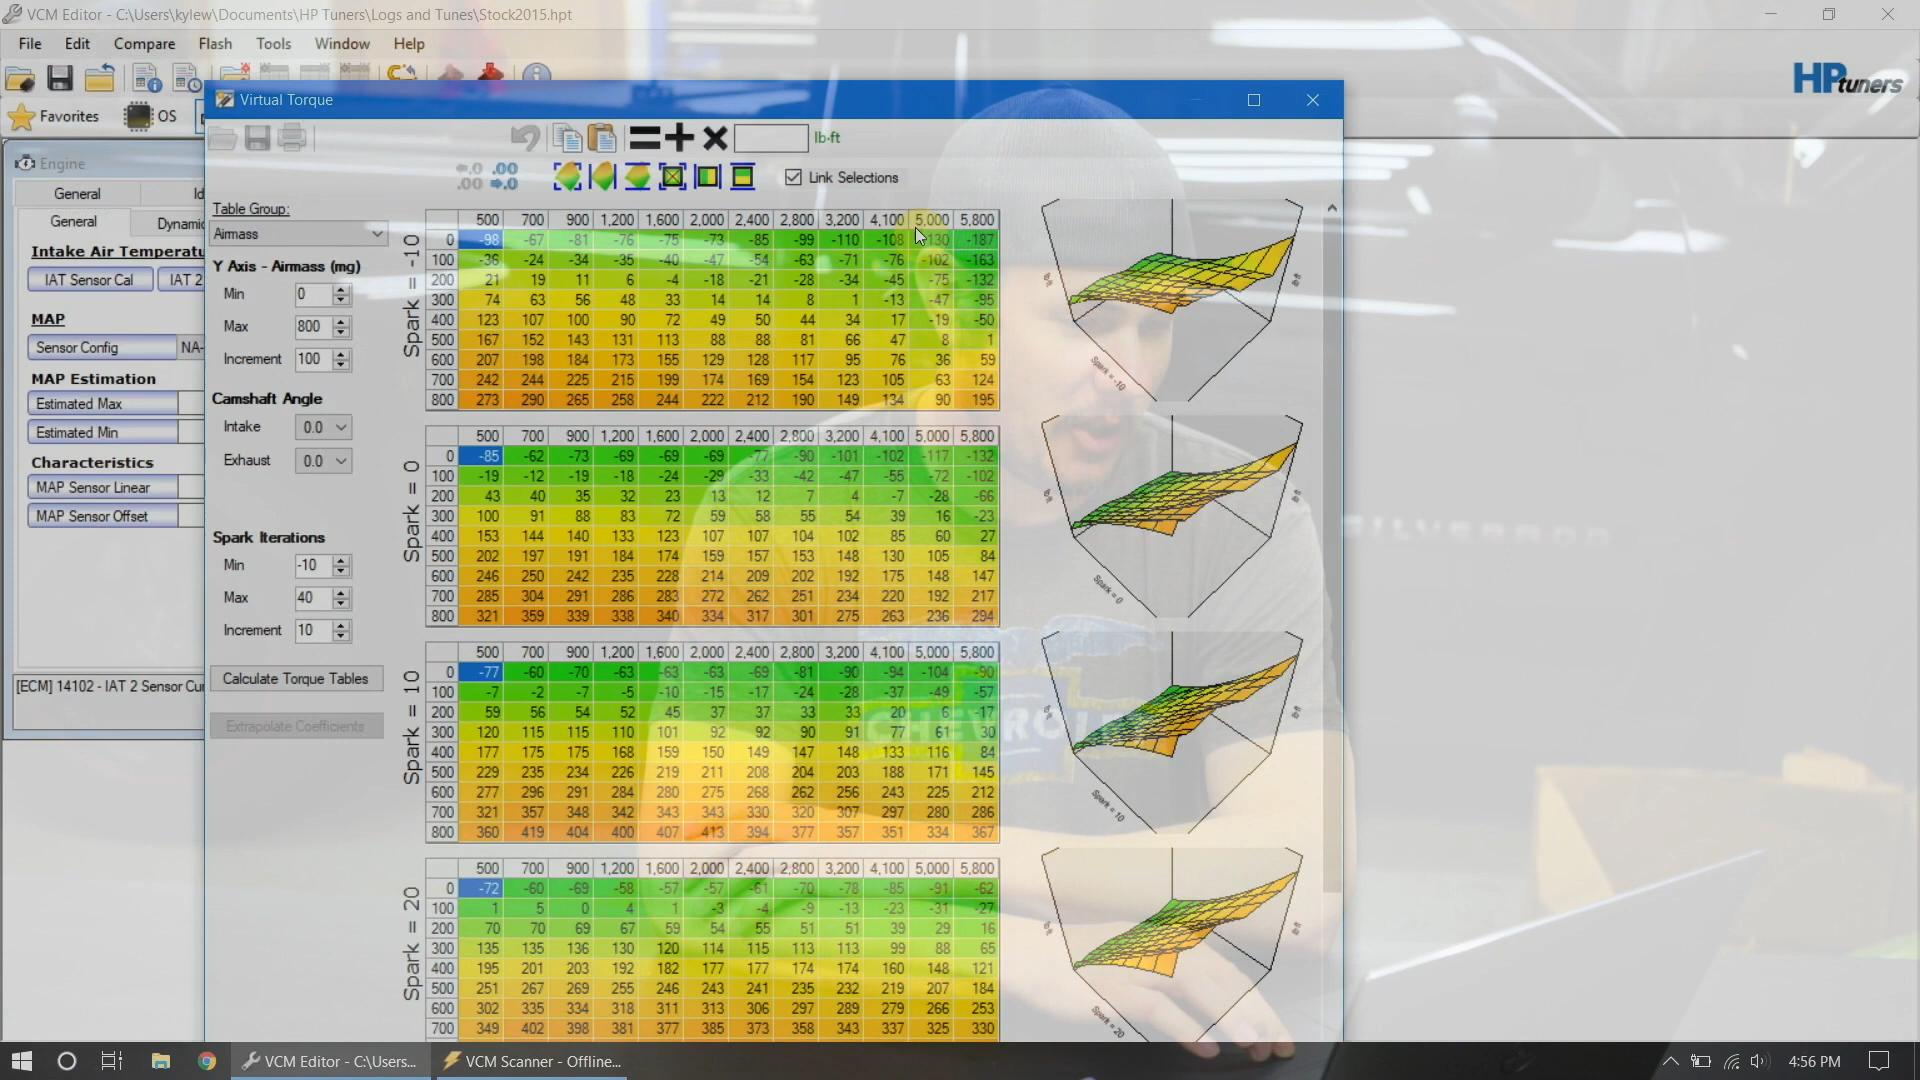 VCM Editor - C:\Users\kylew\Documents\HP Tuners\Logs and Tunes\Stock2015.hpt
File Edit Compare Flash Tools Window Help
HPtuners
Favorites OS
Virtual Torque
Engine
General Id
General Dynamic
Intake Air Temperatu
IAT Sensor Cal IAT 2
MAP
Sensor Config NA-
MAP Estimation
Estimated Max
Estimated Min
Characteristics
MAP Sensor Linear
MAP Sensor Offset
[ECM] 14102 - IAT 2 Sensor Cur
lb·ft
Link Selections
Table Group:
Airmass
Y Axis - Airmass (mg)
Min 0
Max 800
Increment 100
Camshaft Angle
Intake 0.0
Exhaust 0.0
Spark Iterations
Min -10
Max 40
Increment 10
Calculate Torque Tables
Extrapolate Coefficients
Spark = -10
500 700 900 1,200 1,600 2,000 2,400 2,800 3,200 4,100 5,000 5,800
0 -98 -67 -81 -76 -75 -73 -85 -99 -110 -108 -130 -187
100 -36 -24 -34 -35 -40 -47 -54 -63 -71 -76 -102 -163
200 21 19 11 6 -4 -18 -21 -28 -34 -45 -75 -132
300 74 63 56 48 33 14 14 8 1 -13 -47 -95
400 123 107 100 90 72 49 50 44 34 17 -19 -50
500 167 152 143 131 113 88 88 81 66 47 8 1
600 207 198 184 173 155 129 128 117 95 76 36 59
700 242 244 225 215 199 174 169 154 123 105 63 124
800 273 290 265 258 244 222 212 190 149 134 90 195
Spark = -10
Spark = 0
500 700 900 1,200 1,600 2,000 2,400 2,800 3,200 4,100 5,000 5,800
0 -85 -62 -73 -69 -69 -69 -77 -90 -101 -102 -117 -132
100 -19 -12 -19 -18 -24 -29 -33 -42 -47 -55 -72 -102
200 43 40 35 32 23 13 12 7 4 -7 -28 -66
300 100 91 88 83 72 59 58 55 54 39 16 -23
400 153 144 140 133 123 107 107 104 102 85 60 27
500 202 197 191 184 174 159 157 153 148 130 105 84
600 246 250 242 235 228 214 209 202 192 175 148 147
700 285 304 291 286 283 272 262 251 234 220 192 217
800 321 359 339 338 340 334 317 301 275 263 236 294
Spark = 0
SILVERADO
Spark = 10
500 700 900 1,200 1,600 2,000 2,400 2,800 3,200 4,100 5,000 5,800
0 -77 -60 -70 -63 -63 -63 -69 -81 -90 -94 -104 -90
100 -7 -2 -7 -5 -10 -15 -17 -24 -28 -37 -49 -57
200 59 56 54 52 45 37 37 33 33 20 6 -17
300 120 115 115 110 101 92 92 90 91 77 61 30
400 177 175 175 168 159 150 149 147 148 133 116 84
500 229 235 234 226 219 211 208 204 203 188 171 145
600 277 296 291 284 280 275 268 262 256 243 225 212
700 321 357 348 342 343 343 330 320 307 297 280 286
800 360 419 404 400 407 413 394 377 357 351 334 367
Spark = 10
CHEVROLE
Spark = 20
500 700 900 1,200 1,600 2,000 2,400 2,800 3,200 4,100 5,000 5,800
0 -72 -60 -69 -58 -57 -57 -61 -70 -78 -85 -91 -62
100 1 5 0 4 1 -3 -4 -9 -13 -23 -31 -27
200 70 70 69 67 59 54 55 51 51 39 29 16
300 135 135 136 130 120 114 115 113 113 99 88 65
400 195 201 203 192 182 177 177 174 174 160 148 121
500 251 267 269 255 246 243 241 235 232 219 207 184
600 302 335 334 318 311 313 306 297 289 279 266 253
700 349 402 398 381 377 385 373 358 343 337 325 330
Spark = 20
VCM Editor - C:\Users... VCM Scanner - Offline... 4:56 PM